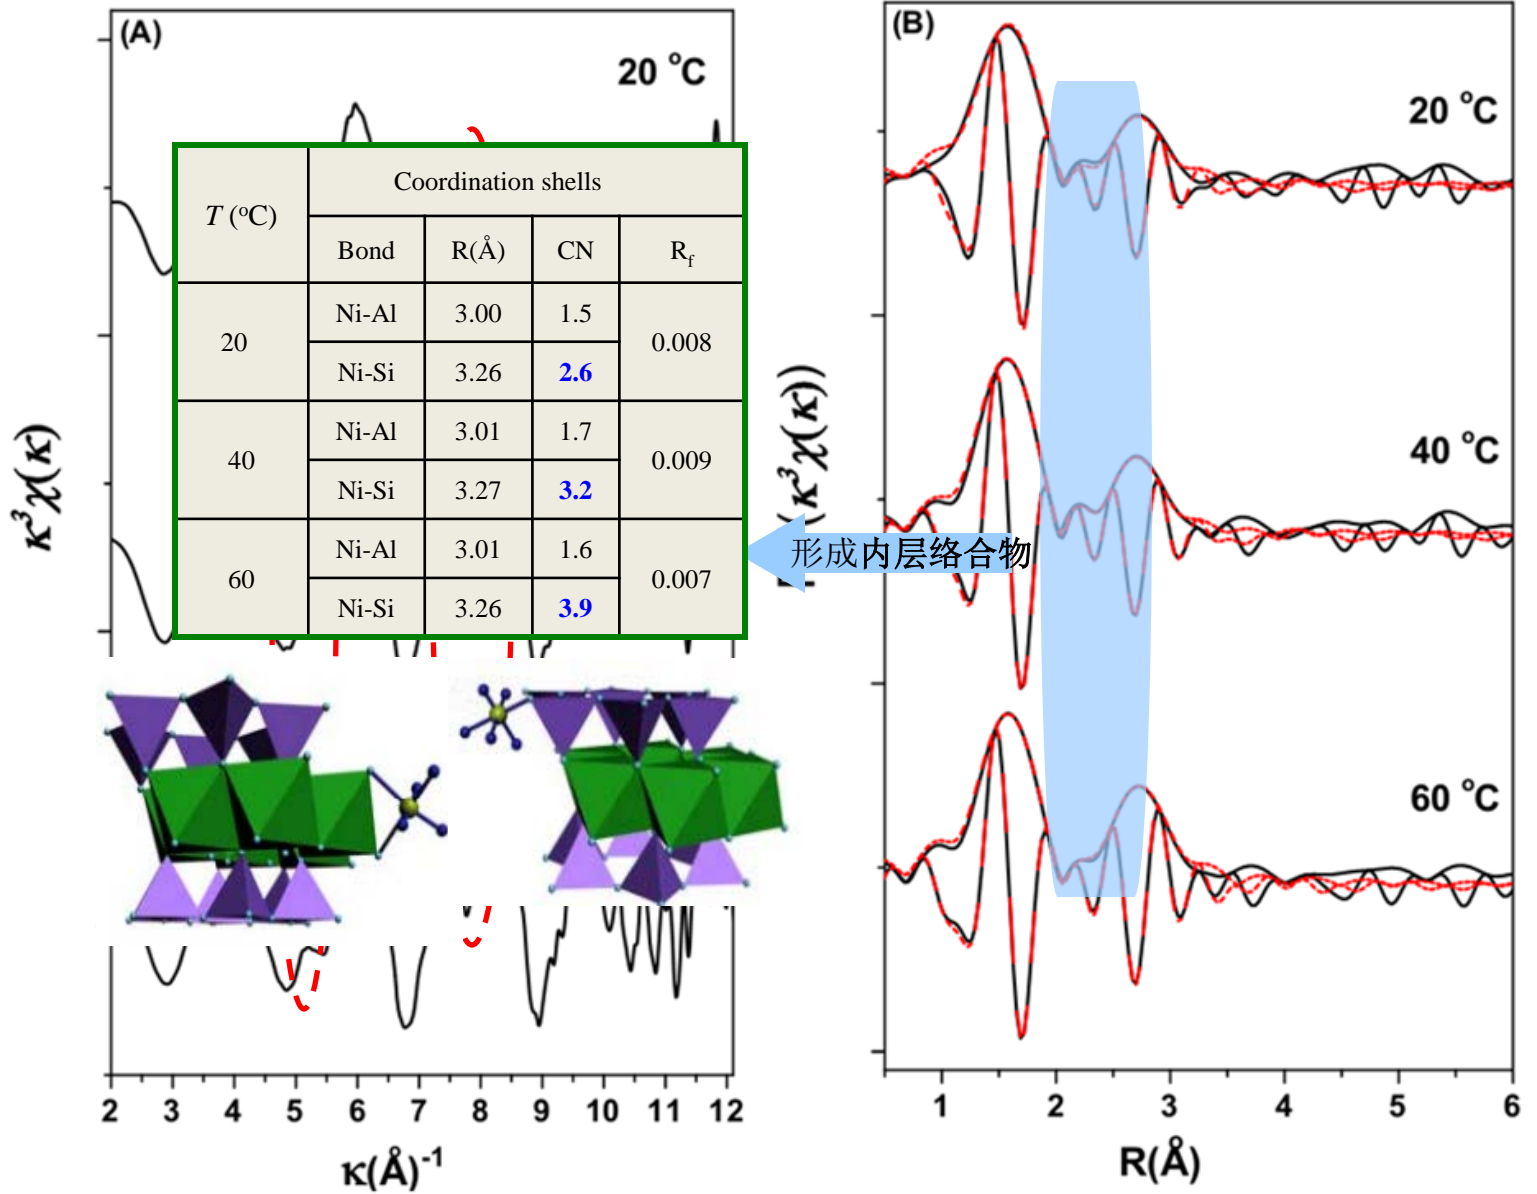 (A)
20 °C
T (°C)
Coordination shells
Bond R(Å) CN Rf
20 Ni-Al 3.00 1.5 0.008
Ni-Si 3.26 2.6
40 Ni-Al 3.01 1.7 0.009
Ni-Si 3.27 3.2
60 Ni-Al 3.01 1.6 0.007
Ni-Si 3.26 3.9
κ³χ(κ)
2 3 4 5 6 7 8 9 10 11 12
κ(Å)⁻¹
(B)
20 °C
40 °C
60 °C
(κ³χ(κ))
形成内层络合物
1 2 3 4 5 6
R(Å)